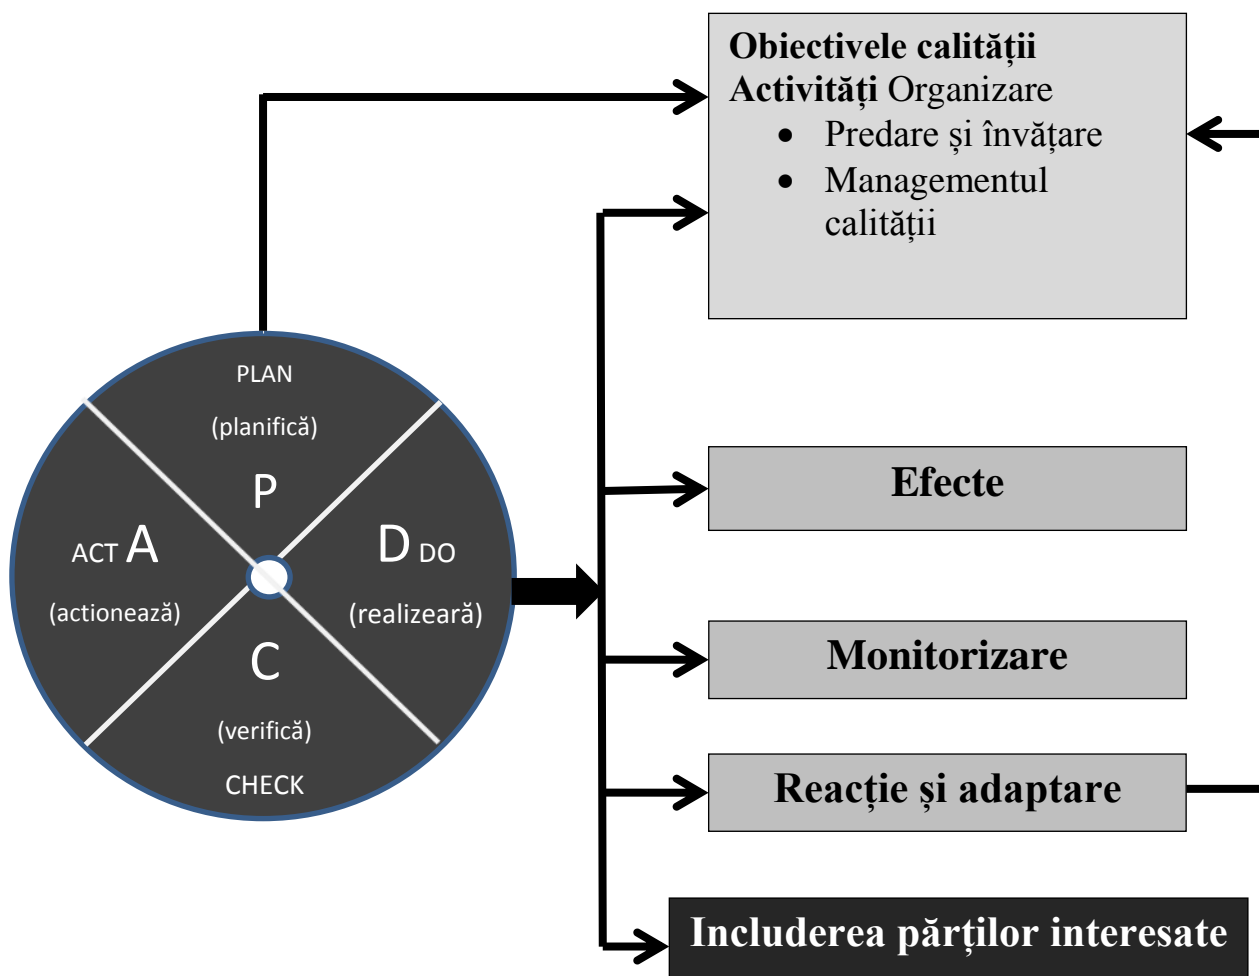 Obiectivele calității
Activități Organizare
• Predare și învățare
• Managementul
calității
PLAN
(planifică)
P
ACT A
(actionează)
D DO
(realizeară)
C
(verifică)
CHECK
Efecte
Monitorizare
Reacție și adaptare
Includerea părților interesate